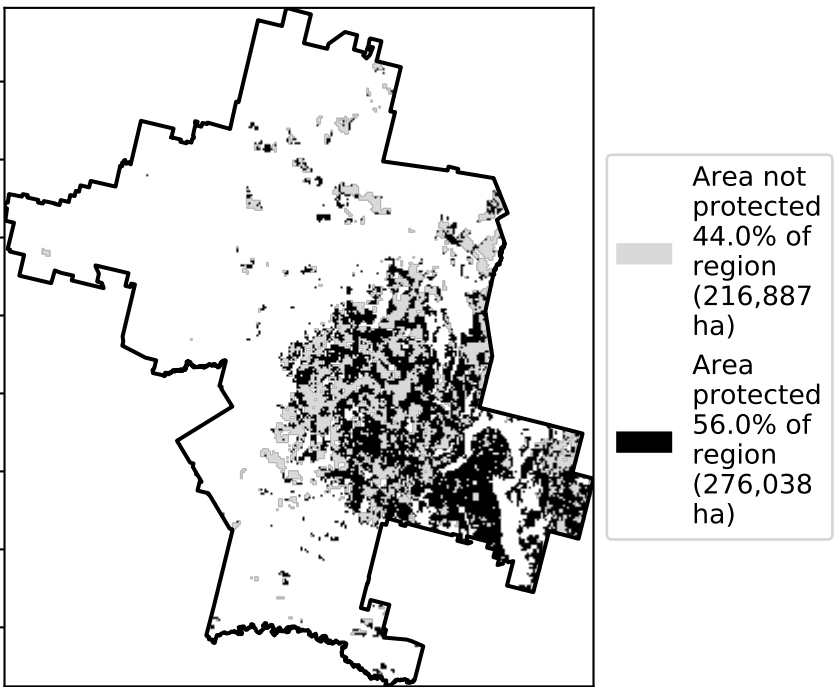 Area not
protected
44.0% of
region
(216,887
ha)
Area
protected
56.0% of
region
(276,038
ha)